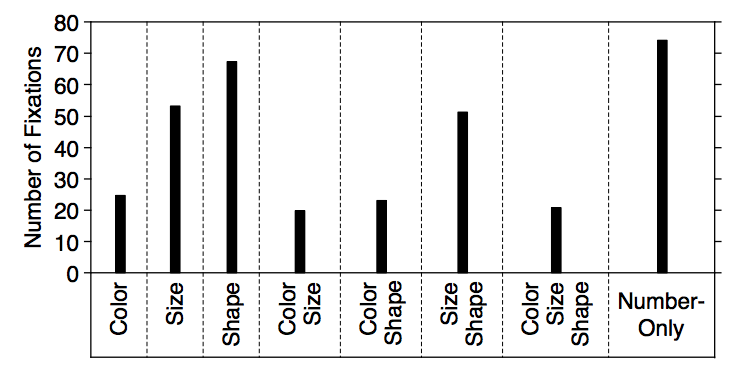 Number of Fixations
80
70
60
50
40
30
20
10
0
Color
Size
Shape
Color
Size
Color
Shape
Size
Shape
Color
Size
Shape
Number-
Only